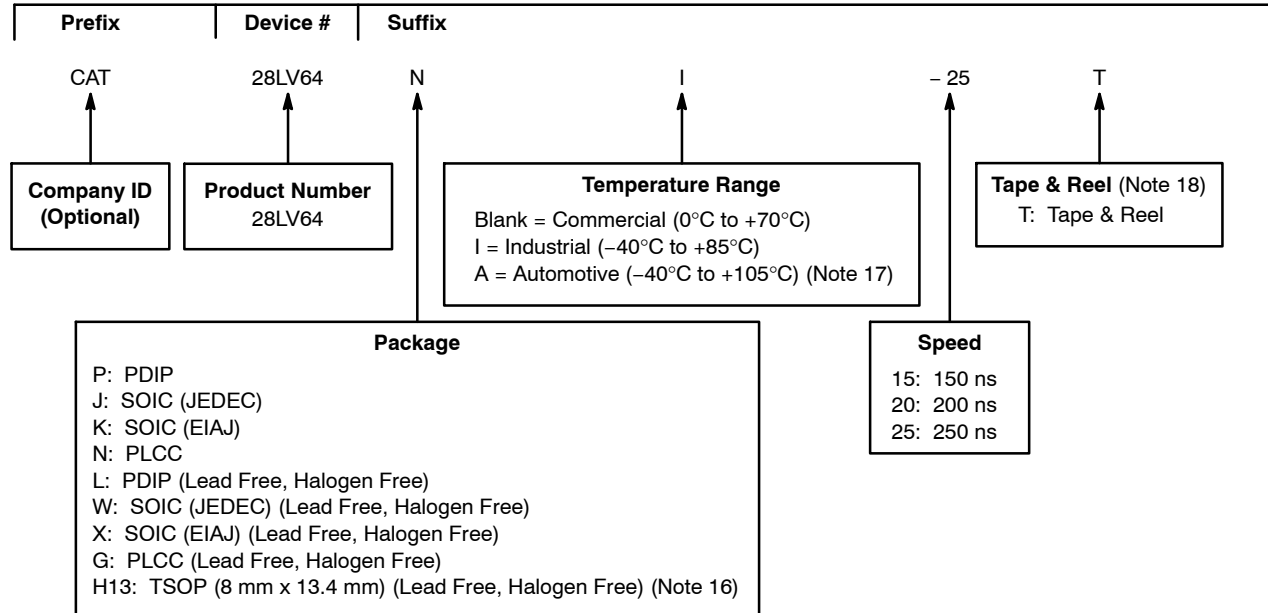 Prefix Device # Suffix
CAT 28LV64 N I – 25 T
Company ID
(Optional)
Product Number
28LV64
Temperature Range
Blank = Commercial (0°C to +70°C)
I = Industrial (−40°C to +85°C)
A = Automotive (−40°C to +105°C) (Note 17)
Tape & Reel (Note 18)
T: Tape & Reel
Package
P: PDIP
J: SOIC (JEDEC)
K: SOIC (EIAJ)
N: PLCC
L: PDIP (Lead Free, Halogen Free)
W: SOIC (JEDEC) (Lead Free, Halogen Free)
X: SOIC (EIAJ) (Lead Free, Halogen Free)
G: PLCC (Lead Free, Halogen Free)
H13: TSOP (8 mm x 13.4 mm) (Lead Free, Halogen Free) (Note 16)
Speed
15: 150 ns
20: 200 ns
25: 250 ns